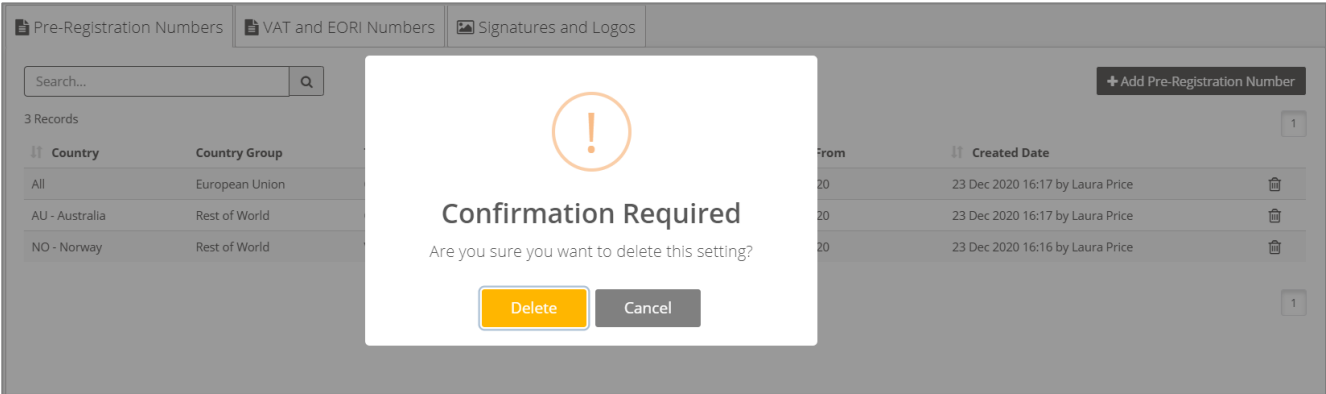 Pre-Registration Numbers VAT and EORI Numbers Signatures and Logos
Search...
+ Add Pre-Registration Number
3 Records
1
Country Country Group From Created Date
All European Union 20 23 Dec 2020 16:17 by Laura Price
AU - Australia Rest of World 20 23 Dec 2020 16:17 by Laura Price
NO - Norway Rest of World 20 23 Dec 2020 16:16 by Laura Price
!
Confirmation Required
Are you sure you want to delete this setting?
Delete Cancel
1